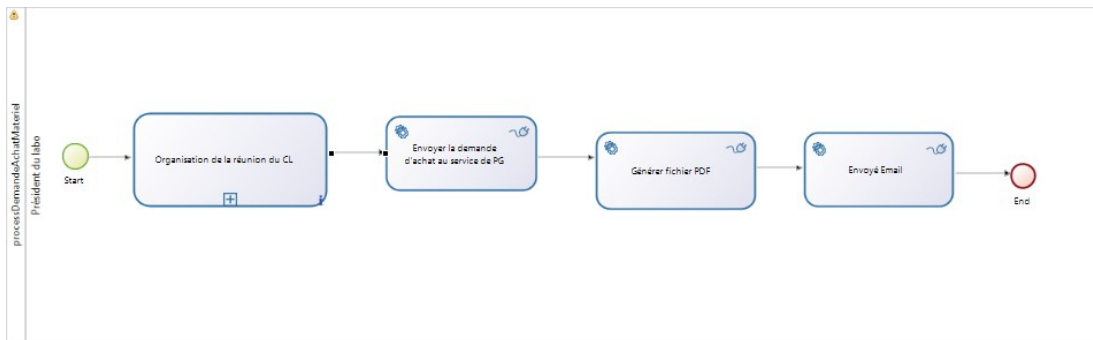 processDemandeAchatMateriel
Président du labo
Start
Organisation de la réunion du CL
Envoyer la demande
d'achat au service de PG
Générer fichier PDF
Envoyé Email
End